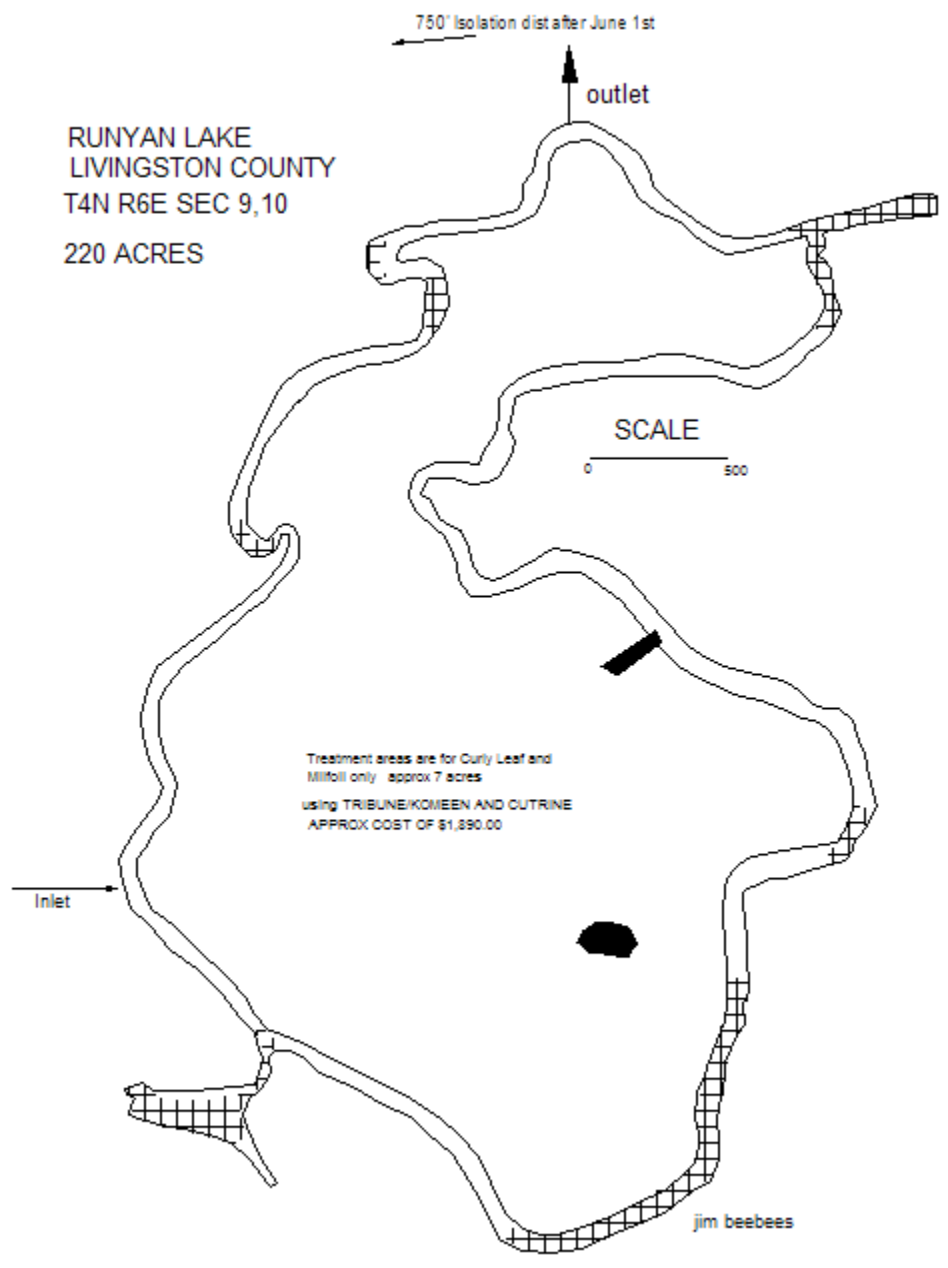 750' Isolation dist after June 1st
outlet
RUNYAN LAKE
LIVINGSTON COUNTY
T4N R6E SEC 9,10
220 ACRES
SCALE
0 500
Treatment areas are for Curly Leaf and
Milfoil only approx 7 acres
using TRIBUNE/KOMEEN AND CUTRINE
APPROX COST OF $1,890.00
Inlet
jim beebees